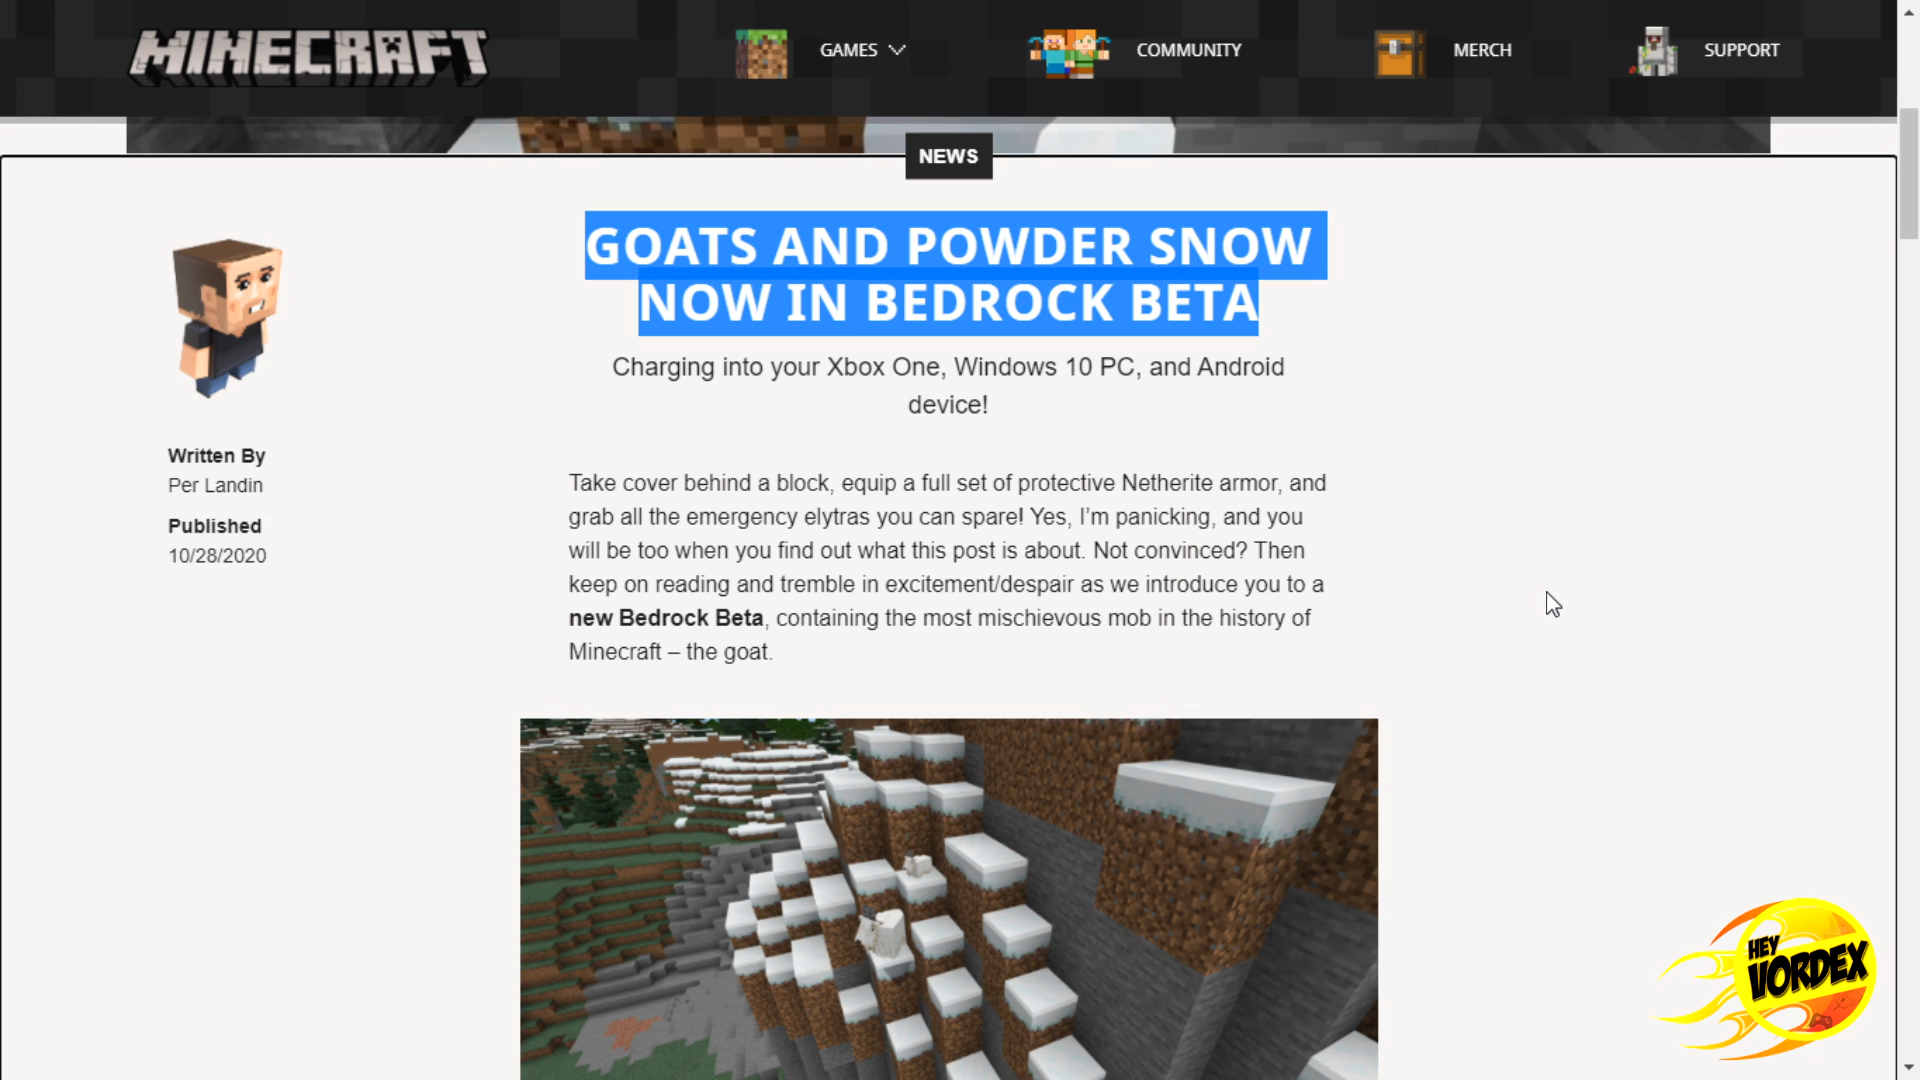 MINECRAFT
GAMES
COMMUNITY
MERCH
SUPPORT
NEWS
GOATS AND POWDER SNOW
NOW IN BEDROCK BETA
Charging into your Xbox One, Windows 10 PC, and Android
device!
Written By
Per Landin
Published
10/28/2020
Take cover behind a block, equip a full set of protective Netherite armor, and
grab all the emergency elytras you can spare! Yes, I’m panicking, and you
will be too when you find out what this post is about. Not convinced? Then
keep on reading and tremble in excitement/despair as we introduce you to a
new Bedrock Beta, containing the most mischievous mob in the history of
Minecraft – the goat.
HEY
VORDEX